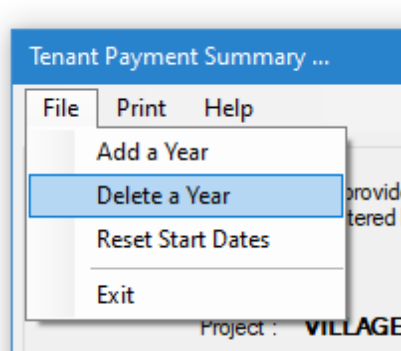 Tenant Payment Summary ...
File Print Help
Add a Year
Delete a Year
Reset Start Dates
Exit
Project : VILLAGE